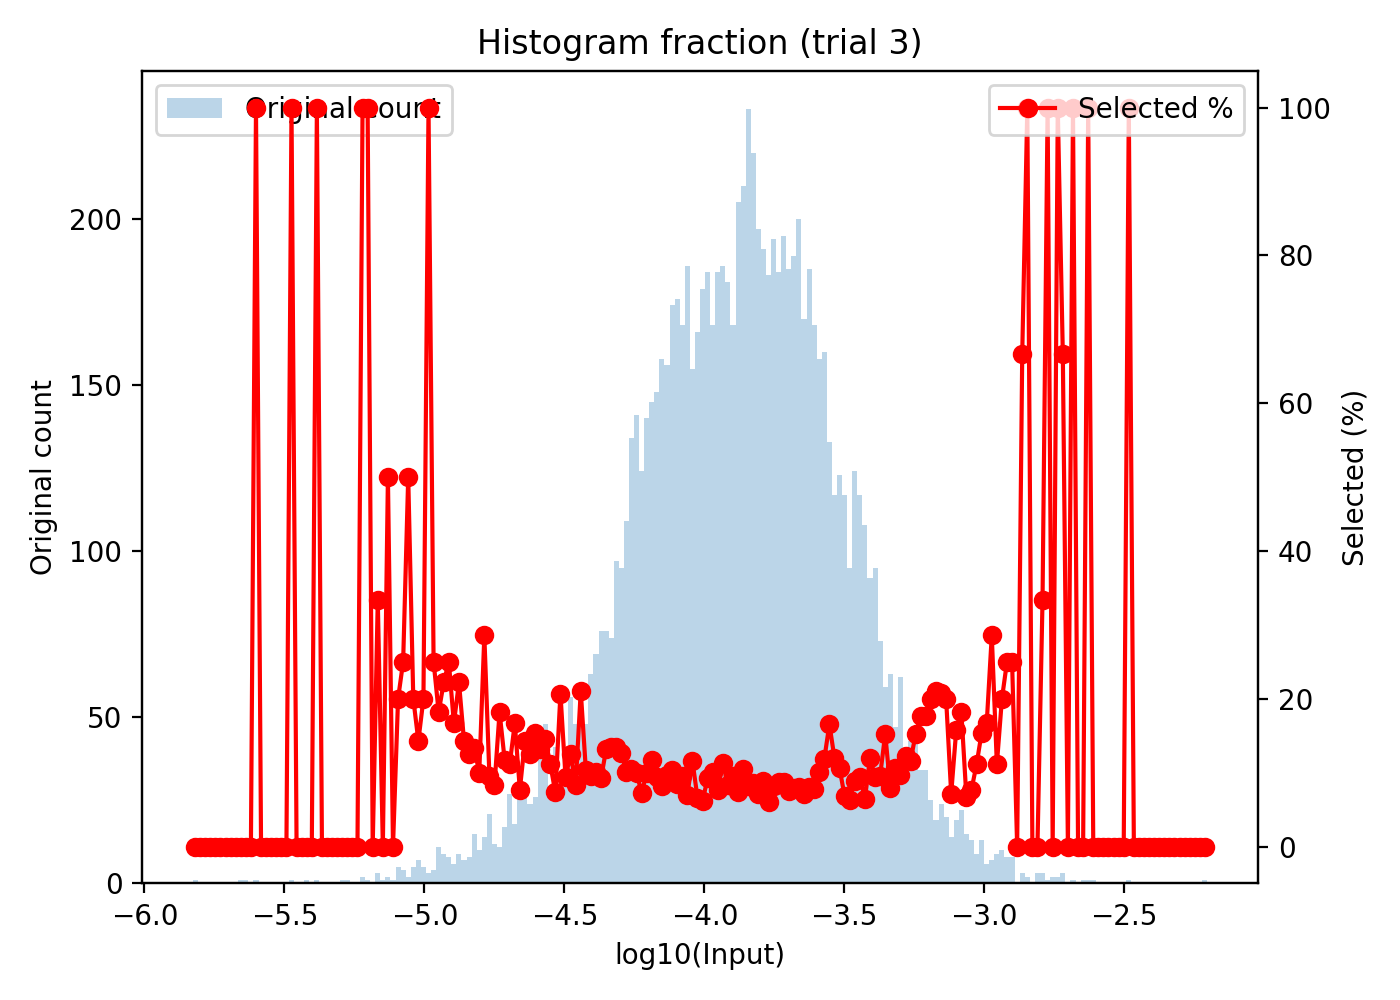 Histogram fraction (trial 3)
Original count
Selected %
200
150
100
50
0
Original count
100
80
60
40
20
0
Selected (%)
−6.0 −5.5 −5.0 −4.5 −4.0 −3.5 −3.0 −2.5
log10(Input)